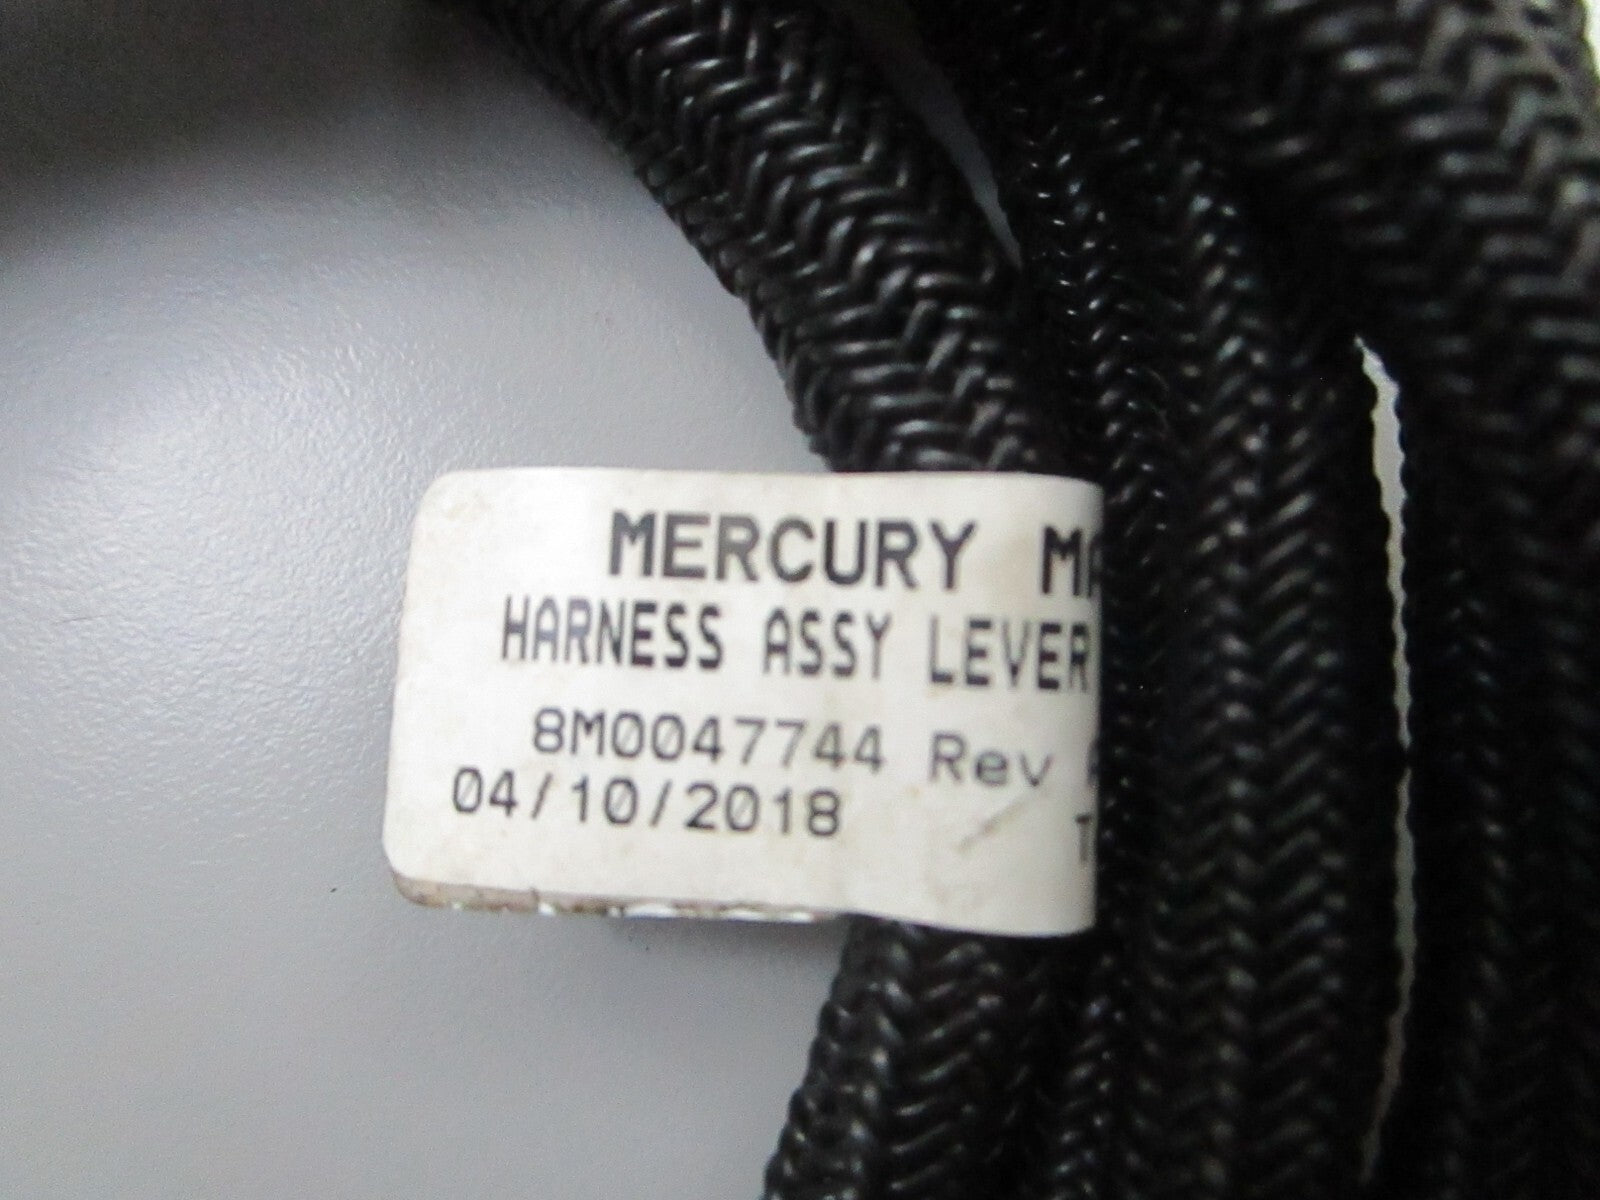 MERCURY
HARNESS ASSY LEVER
8M0047744 Rev
04/10/2018